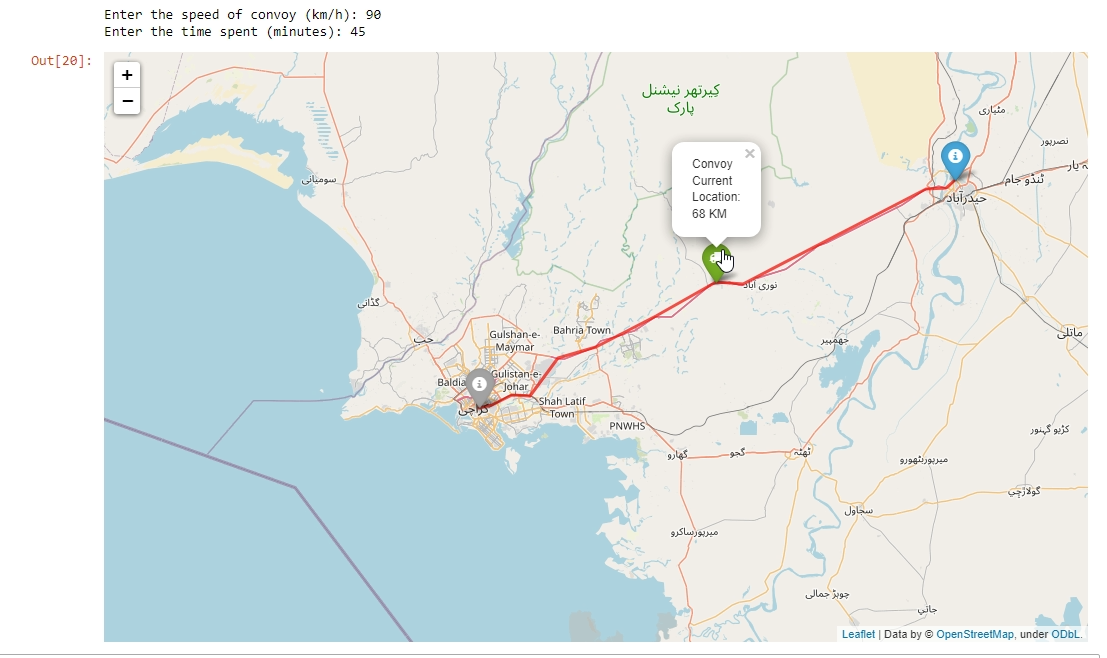 Enter the speed of convoy (km/h): 90
Enter the time spent (minutes): 45
Out[20]:
+
−
کیرتھر نیشنل
پارک
مٹیاری
نصرپور
Convoy
Current
Location:
68 KM
×
ٹنڈو جام
سومیانی
حیدرآباد
نوری آباد
گڈانی
Bahria Town
Gulshan-e-
Maymar
حب
جھمپیر
ماتلی
Baldia
Gulistan-e-
Johar
کراچی
Shah Latif
Town
PNWHS
کڑیو گہنور
گھارو
گجو
ٹھٹہ
میرپوربٹھورو
گولاڑچي
سجاول
میرپورساکرو
چوہڑ جمالی
جاتي
Leaflet | Data by © OpenStreetMap, under ODbL.